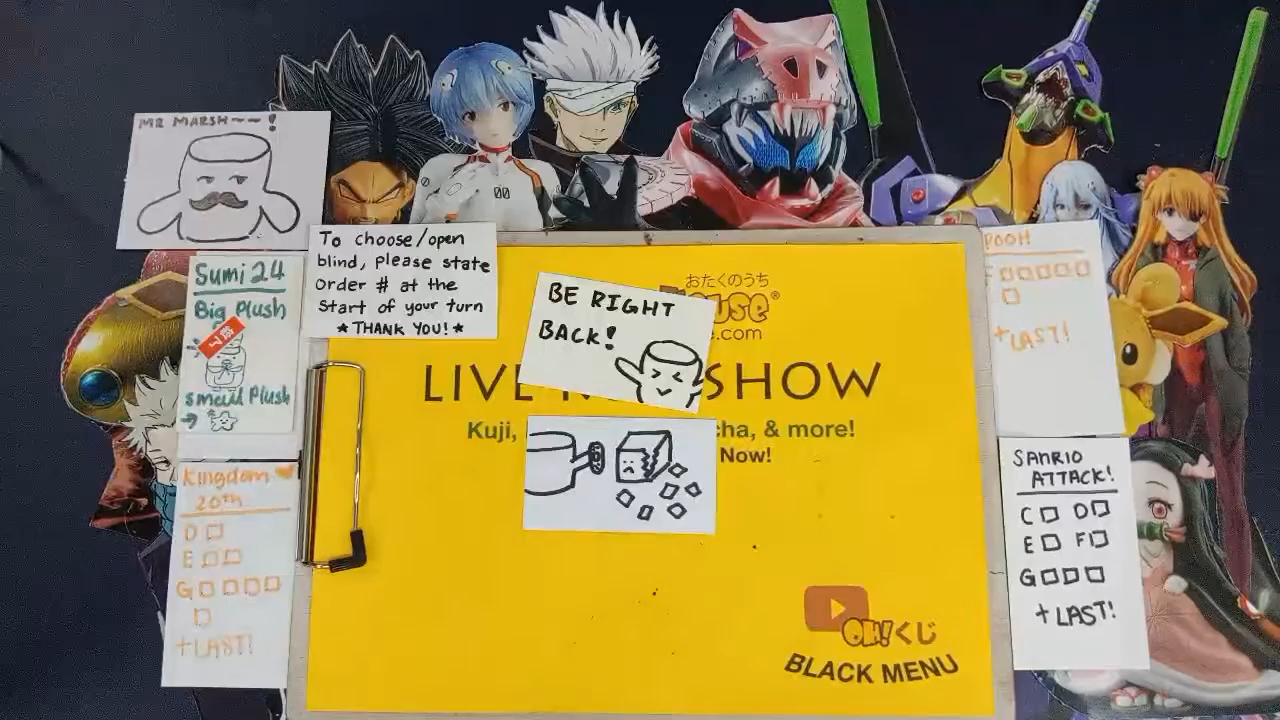 MR MARSH~~!
To choose/open
blind, please state
Order # at the
Start of your turn
★THANK YOU!★
Sumi 24
Big Plush
small Plush
Kingdom ♥
20th
D □
E □□
G □□□□
□
+LAST!
おたくのうち
House®
.com
BE RIGHT
BACK!
LIVE SHOW
Kuji, & more!
Now!
OH!くじ
BLACK MENU
POOH
F □□□□□
□
+LAST!
SANRIO
ATTACK!
C □ D□
E □ F□
G□□□
+LAST!
00